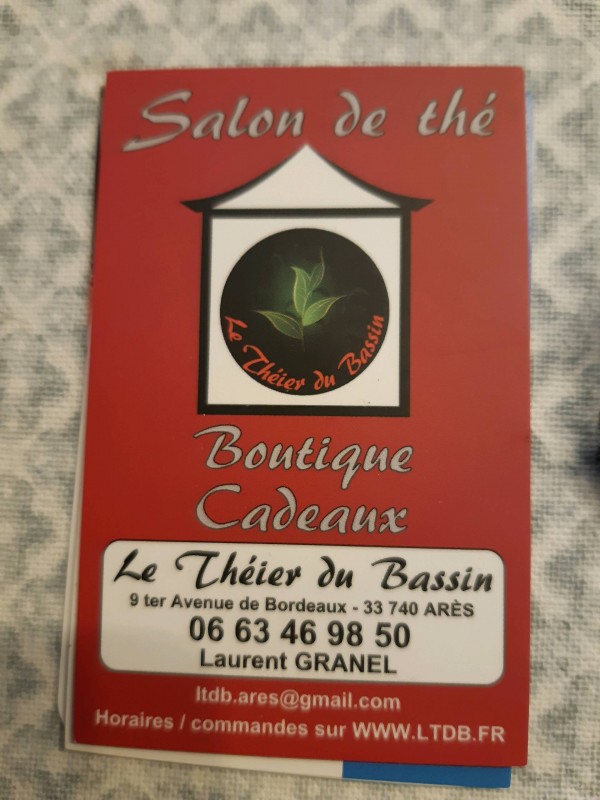 Salon de thé
Le Théier du Bassin
Boutique
Cadeaux
Le Théier du Bassin
9 ter Avenue de Bordeaux - 33 740 ARÈS
06 63 46 98 50
Laurent GRANEL
ltdb.ares@gmail.com
Horaires / commandes sur WWW.LTDB.FR